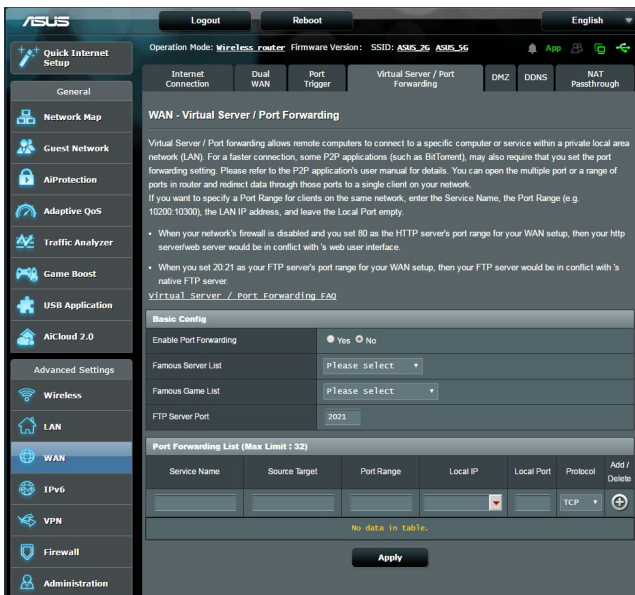 ASUS
Logout
Reboot
English
Quick Internet
Setup
General
Network Map
Guest Network
AiProtection
Adaptive QoS
Traffic Analyzer
Game Boost
USB Application
AiCloud 2.0
Advanced Settings
Wireless
LAN
WAN
IPv6
VPN
Firewall
Administration
Operation Mode: Wireless router Firmware Version: SSID: ASUS_2G ASUS_5G
App
Internet
Connection
Dual
WAN
Port
Trigger
Virtual Server / Port
Forwarding
DMZ
DDNS
NAT
Passthrough
WAN - Virtual Server / Port Forwarding
Virtual Server / Port forwarding allows remote computers to connect to a specific computer or service within a private local area
network (LAN). For a faster connection, some P2P applications (such as BitTorrent), may also require that you set the port
forwarding setting. Please refer to the P2P application's user manual for details. You can open the multiple port or a range of
ports in router and redirect data through those ports to a single client on your network.
If you want to specify a Port Range for clients on the same network, enter the Service Name, the Port Range (e.g.
10200:10300), the LAN IP address, and leave the Local Port empty.
• When your network's firewall is disabled and you set 80 as the HTTP server's port range for your WAN setup, then your http
server/web server would be in conflict with 's web user interface.
• When you set 20:21 as your FTP server's port range for your WAN setup, then your FTP server would be in conflict with 's
native FTP server.
Virtual Server / Port Forwarding FAQ
Basic Config
Enable Port Forwarding Yes No
Famous Server List Please select
Famous Game List Please select
FTP Server Port 2021
Port Forwarding List (Max Limit : 32)
Service Name Source Target Port Range Local IP Local Port Protocol Add /
Delete
TCP
No data in table.
Apply